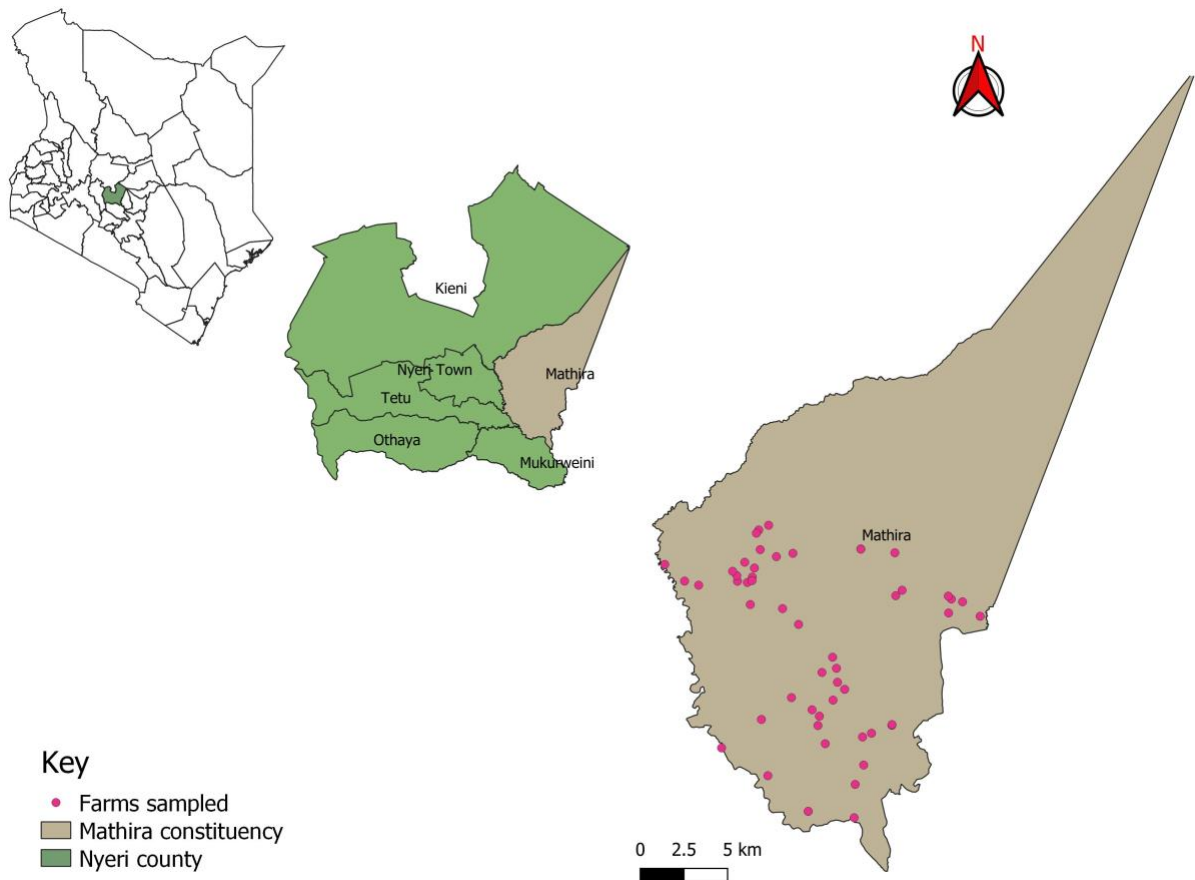 N
Kieni
Nyeri Town
Mathira
Tetu
Othaya
Mukurweini
Mathira
Key
Farms sampled
Mathira constituency
Nyeri county
0 2.5 5 km